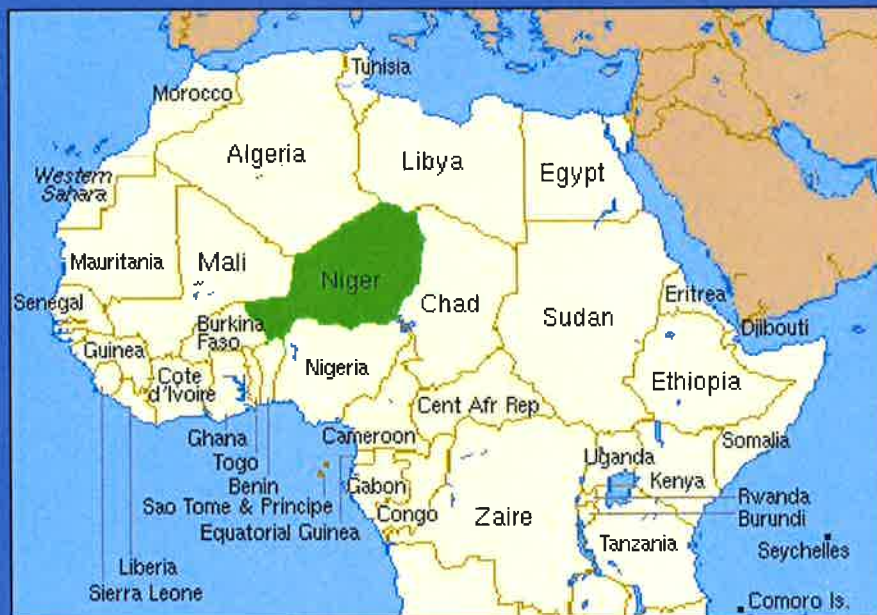 Tunisia
Morocco
Algeria
Libya
Egypt
Western
Sahara
Mauritania
Mali
Niger
Chad
Sudan
Eritrea
Senegal
Burkina
Faso
Djibouti
Guinea
Nigeria
Cote
d'Ivoire
Ethiopia
Cent Afr Rep
Ghana
Cameroon
Somalia
Togo
Uganda
Benin
Gabon
Kenya
Sao Tome & Principe
Rwanda
Congo
Zaire
Equatorial Guinea
Burundi
Tanzania
Seychelles
Liberia
Sierra Leone
Comoro Is.